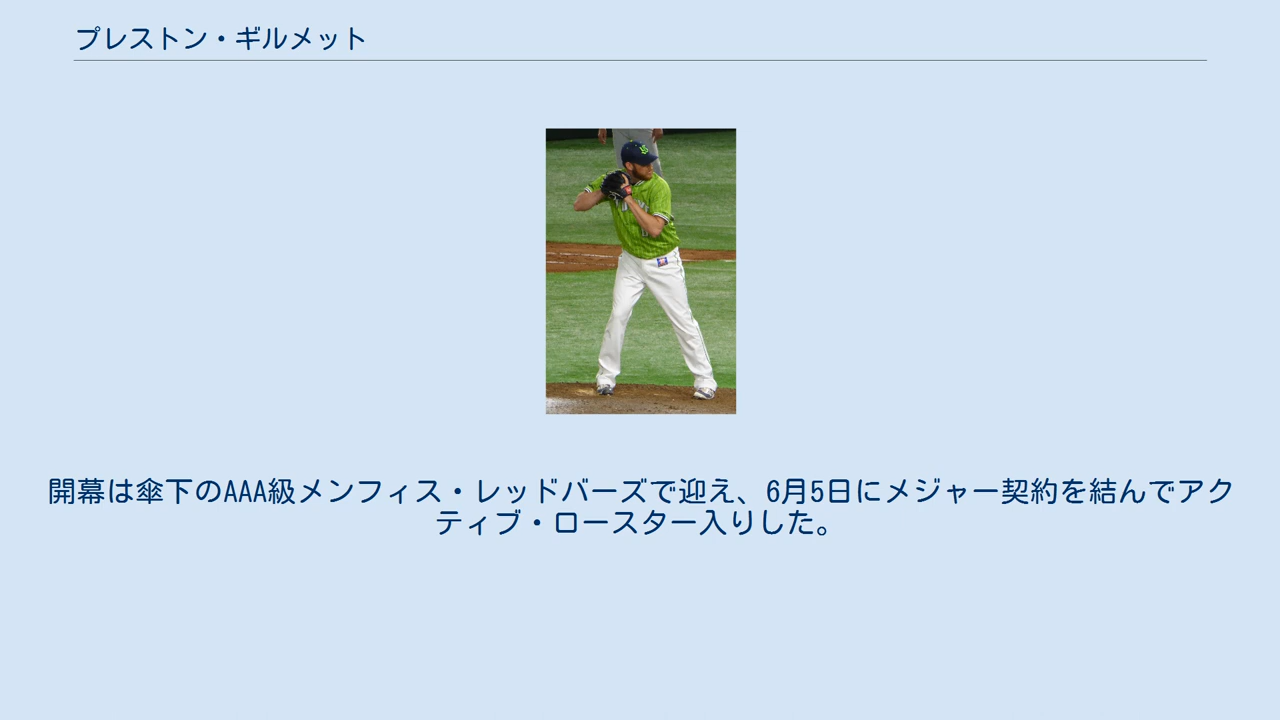 プレストン・ギルメット
開幕は傘下のAAA級メンフィス・レッドバーズで迎え、6月5日にメジャー契約を結んでアク
ティブ・ロースター入りした。